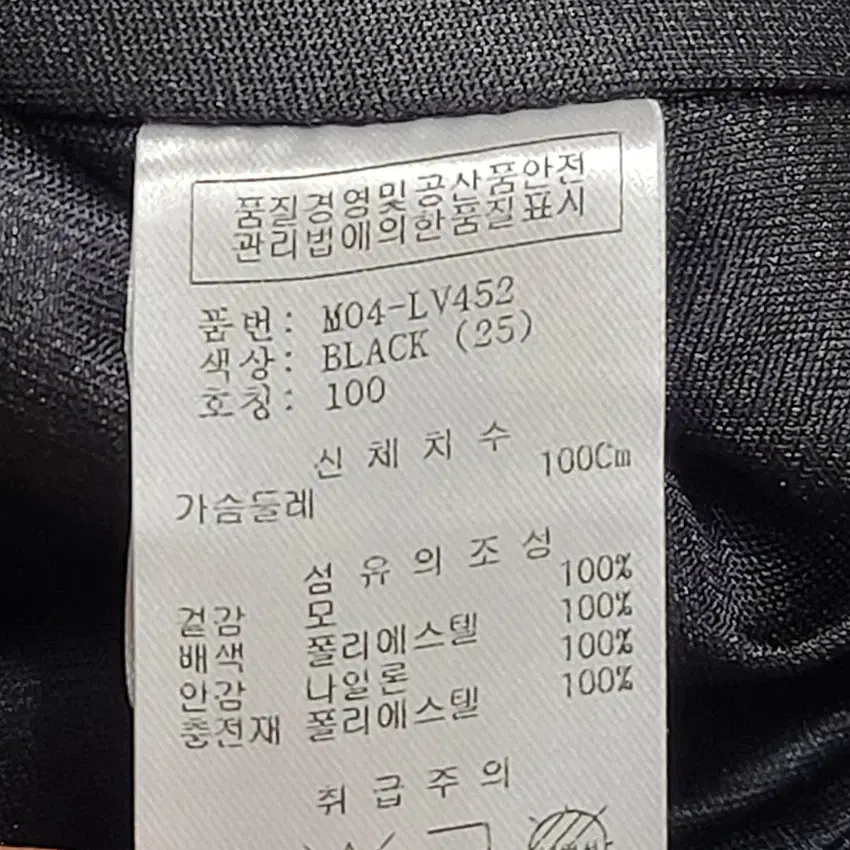 품질경영및공산품안전
관리법에의한품질표시
품번: M04-LV452
색상: BLACK (25)
호칭: 100
신 체 치 수
가슴둘레 100Cm
섬 유 의 조 성
겉감 모 100%
배색 폴리에스텔 100%
안감 나일론 100%
충전재 폴리에스텔 100%
취 급 주 의